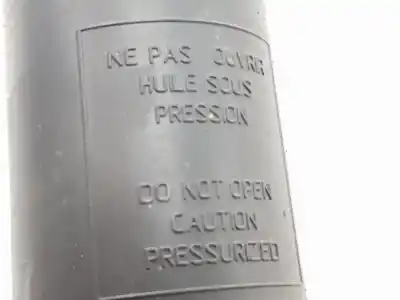 NE PAS OUVRIR
HUILE SOUS
PRESSION
DO NOT OPEN
CAUTION
PRESSURIZED